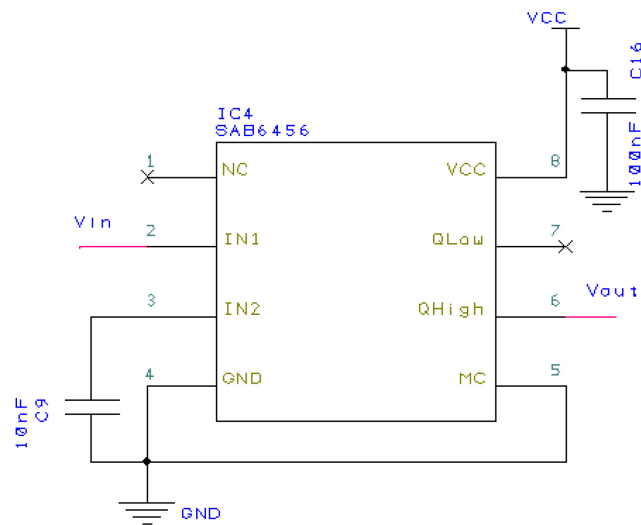 VCC
C16
100nF
IC4
SAB6456
1
NC
VCC
8
Vin
2
IN1
QLow
7
3
IN2
QHigh
6
Vout
4
GND
MC
5
10nF
C9
GND